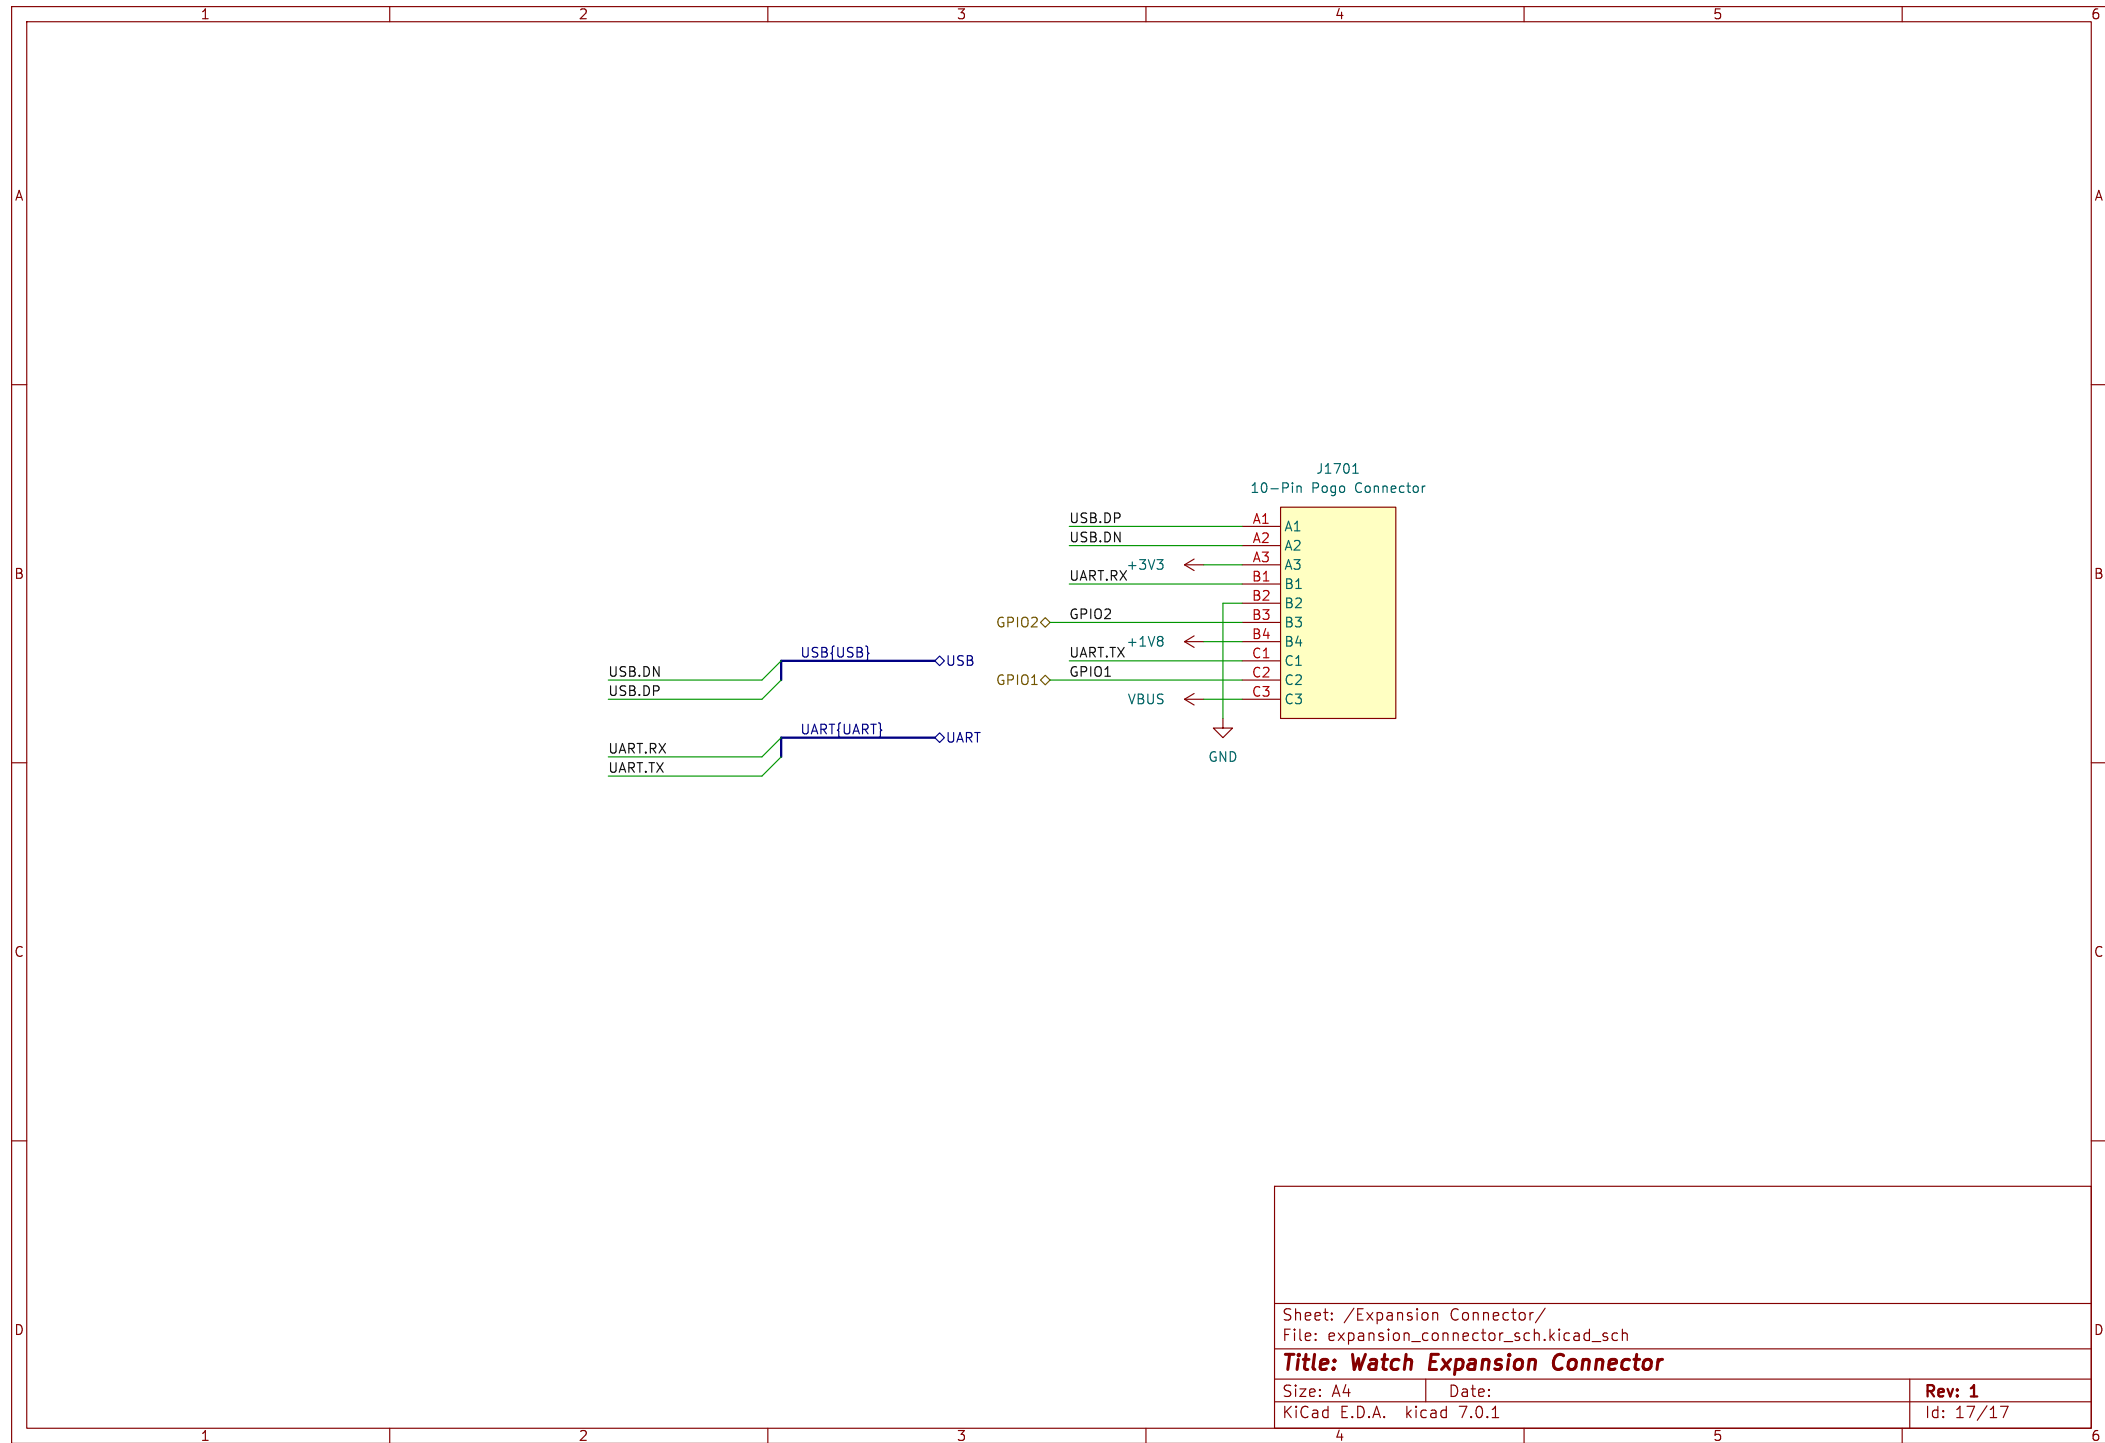 1 2 3 4 5 6
A A
J1701
10-Pin Pogo Connector
USB.DP A1 A1
USB.DN A2 A2
+3V3 A3 A3
B B
UART.RX B1 B1
B2 B2
GPIO2 GPIO2 B3 B3
+1V8 B4 B4
USB{USB} USB UART.TX C1 C1
USB.DN GPIO1 GPIO1 C2 C2
USB.DP VBUS C3 C3
UART{UART} UART
UART.RX GND
UART.TX
C C
Sheet: /Expansion Connector/
D D
File: expansion_connector_sch.kicad_sch
Title: Watch Expansion Connector
Size: A4 Date: Rev: 1
KiCad E.D.A. kicad 7.0.1 Id: 17/17
1 2 3 4 5 6